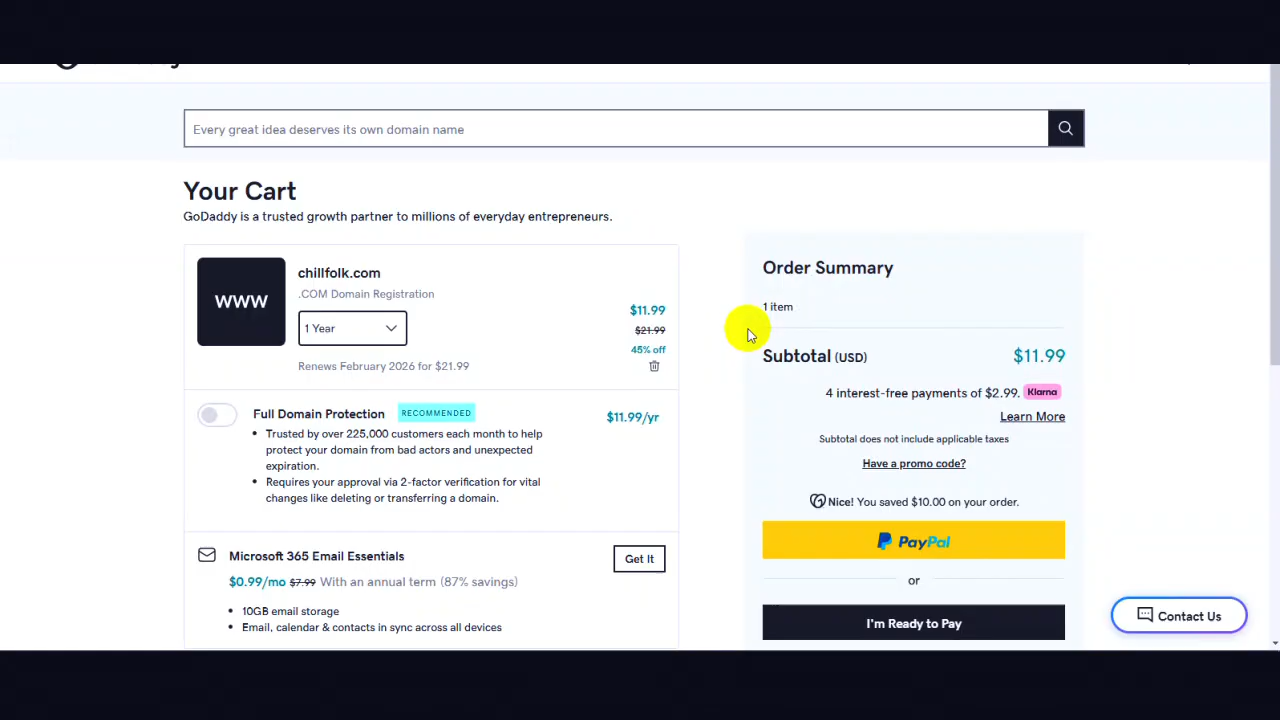 Every great idea deserves its own domain name
Your Cart
GoDaddy is a trusted growth partner to millions of everyday entrepreneurs.
WWW
chillfolk.com
.COM Domain Registration
1 Year
Renews February 2026 for $21.99
$11.99
$21.99
45% off
Full Domain Protection RECOMMENDED
$11.99/yr
• Trusted by over 225,000 customers each month to help
protect your domain from bad actors and unexpected
expiration.
• Requires your approval via 2-factor verification for vital
changes like deleting or transferring a domain.
Microsoft 365 Email Essentials
Get It
$0.99/mo $7.99 With an annual term (87% savings)
• 10GB email storage
• Email, calendar & contacts in sync across all devices
Order Summary
1 item
Subtotal (USD) $11.99
4 interest-free payments of $2.99. Klarna
Learn More
Subtotal does not include applicable taxes
Have a promo code?
Nice! You saved $10.00 on your order.
PayPal
or
I'm Ready to Pay
Contact Us